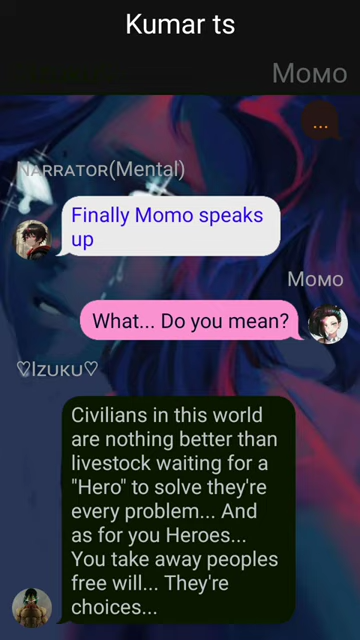 Kumar ts
Momo
...
Narrator(Mental)
Finally Momo speaks
up
Momo
What... Do you mean?
♡Izuku♡
Civilians in this world
are nothing better than
livestock waiting for a
"Hero" to solve they're
every problem... And
as for you Heroes...
You take away peoples
free will... They're
choices...